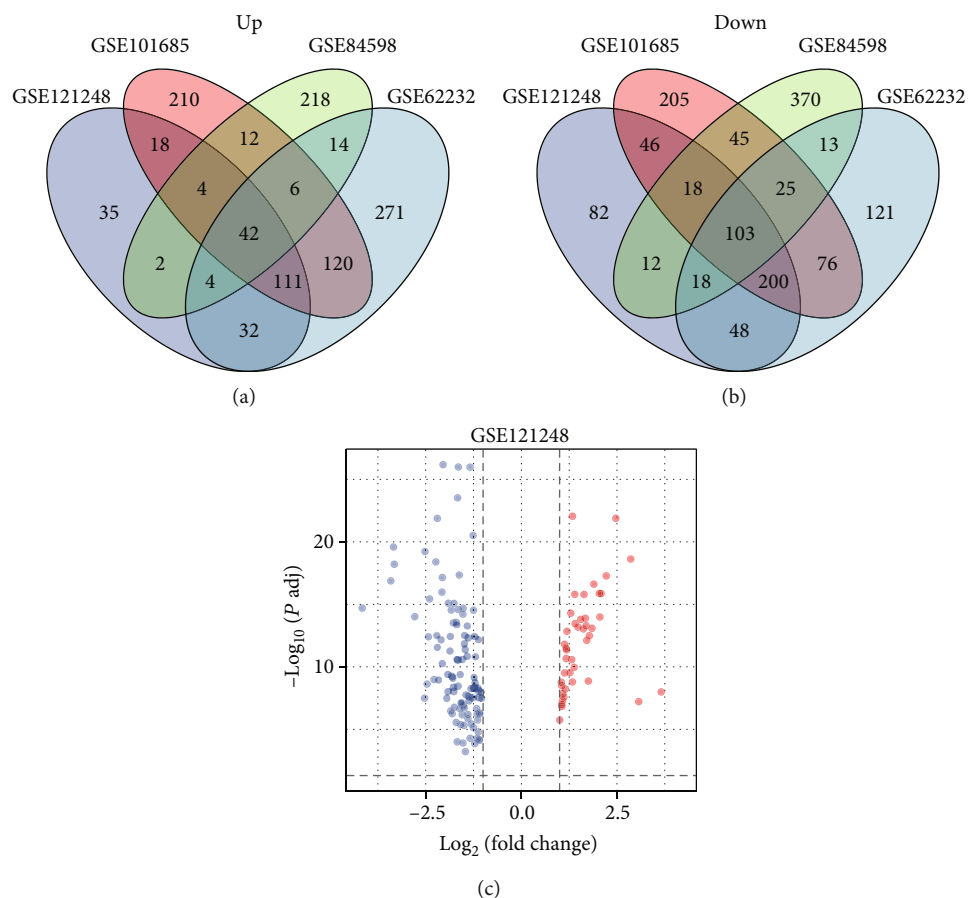 Up
GSE101685 GSE84598
GSE121248 GSE62232
210 218
18 12 14
4 6
35 42 271
2 4 111 120
32
(a)
Down
GSE101685 GSE84598
GSE121248 GSE62232
205 370
46 45 13
18 25
82 103 121
12 18 200 76
48
(b)
GSE121248
–Log10 (P adj)
20
10
–2.5 0.0 2.5
Log2 (fold change)
(c)